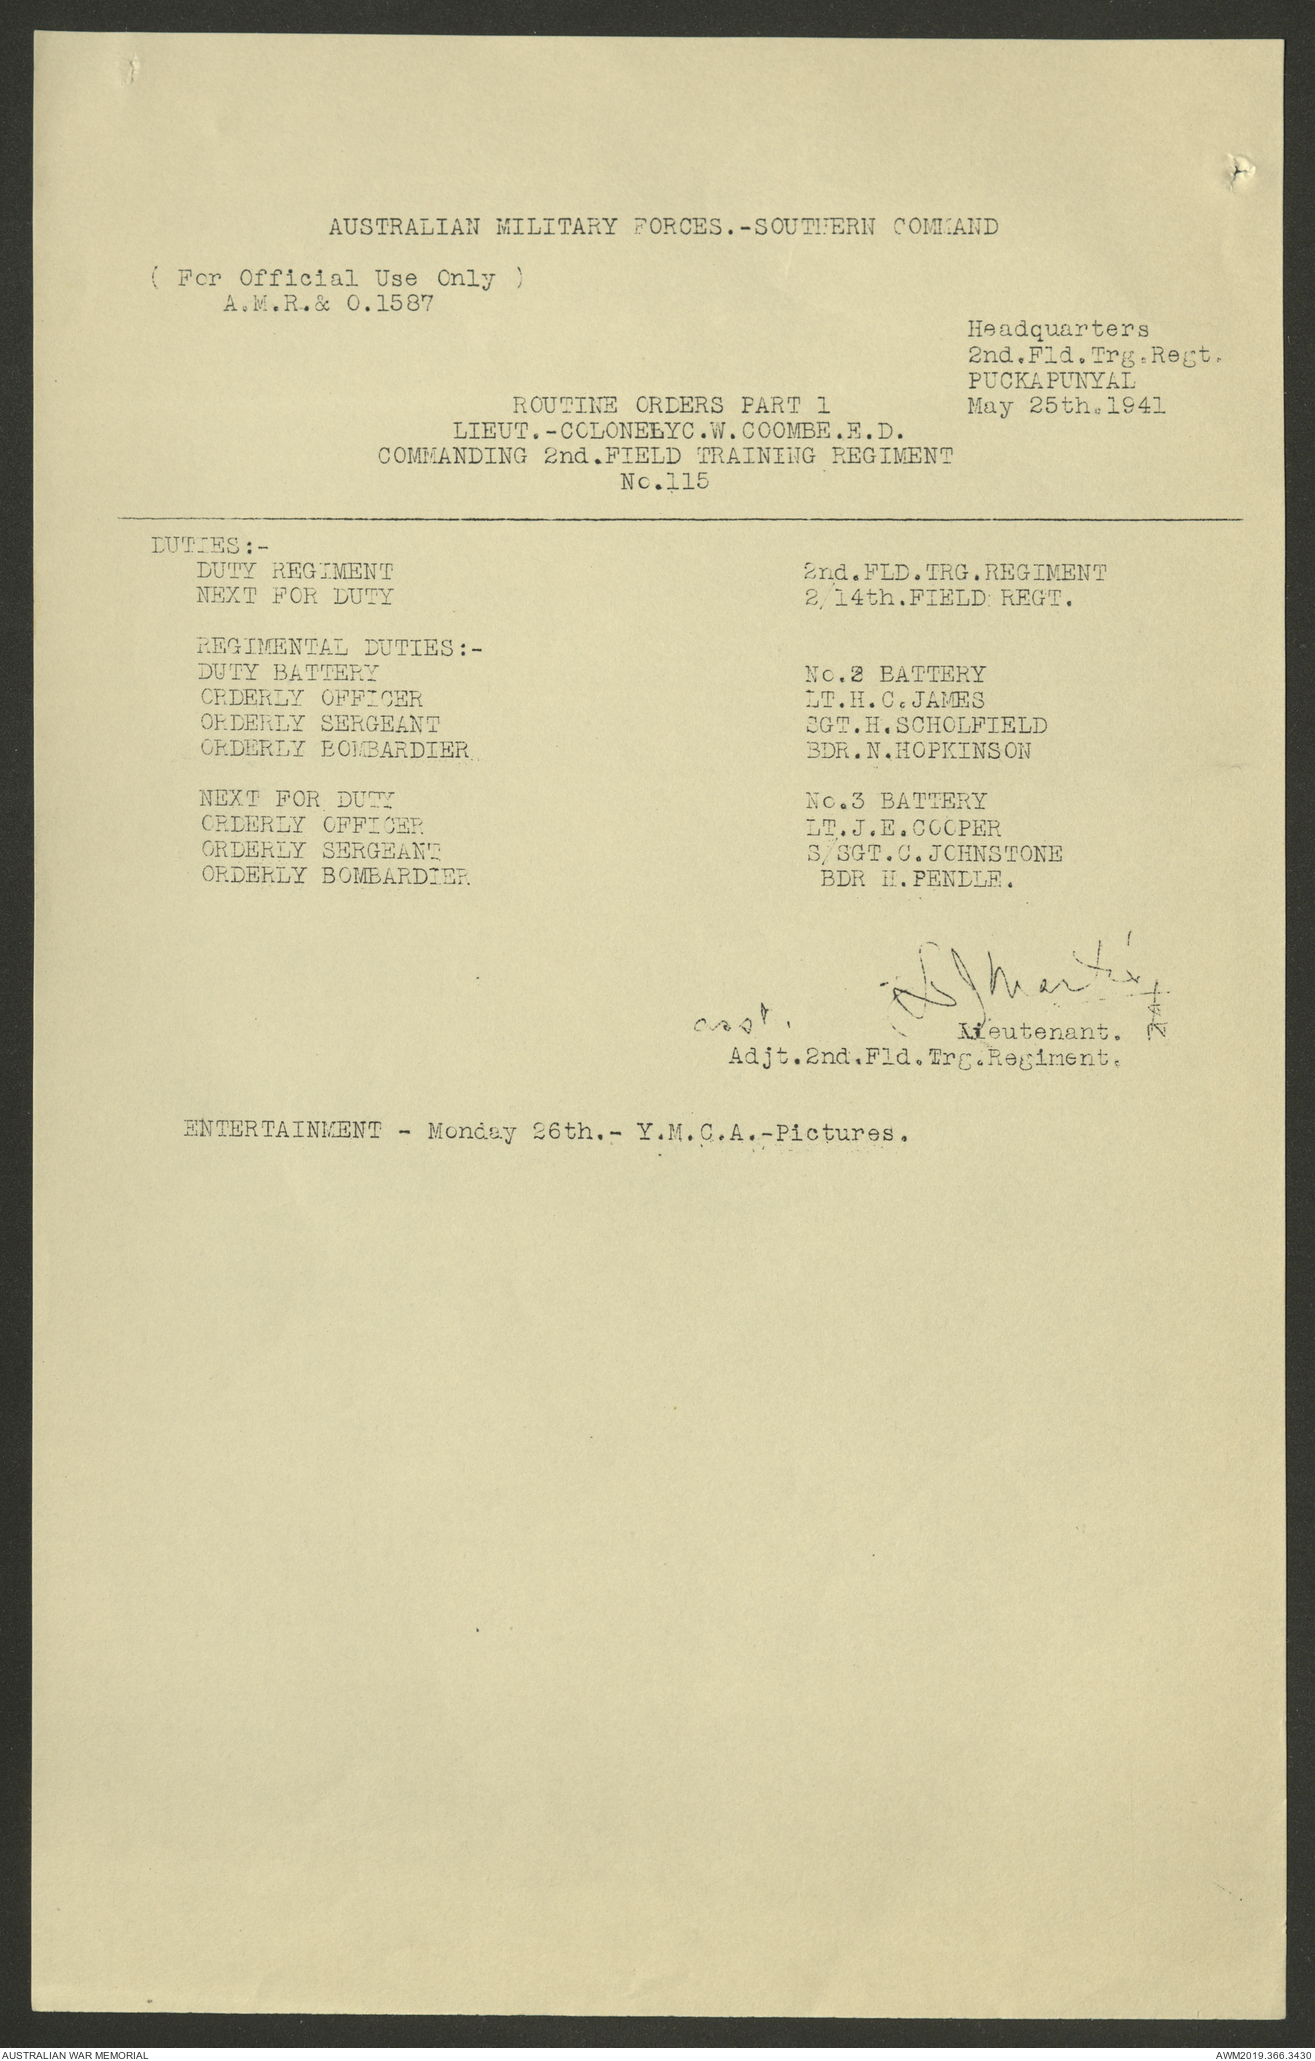 AUSTRALIAN MILITARY FORCES.-SOUTHERN COMMAND
( For Official Use Only )
A.M.R.& O.1587
Headquarters
2nd.Fld.Trg.Regt.
PUCKAPUNYAL
May 25th.1941
ROUTINE ORDERS PART 1
LIEUT.-COLONELYC.W.COOMBE.E.D.
COMMANDING 2nd.FIELD TRAINING REGIMENT
No.115
DUTIES:-
DUTY REGIMENT 2nd.FLD.TRG.REGIMENT
NEXT FOR DUTY 2/14th.FIELD REGT.
REGIMENTAL DUTIES:-
DUTY BATTERY No.2 BATTERY
ORDERLY OFFICER LT.H.C.JAMES
ORDERLY SERGEANT SGT.H.SCHOLFIELD
ORDERLY BOMBARDIER BDR.N.HOPKINSON
NEXT FOR DUTY No.3 BATTERY
ORDERLY OFFICER LT.J.E.COOPER
ORDERLY SERGEANT S/SGT.C.JOHNSTONE
ORDERLY BOMBARDIER BDR H.PENDLE.
asst. Lieutenant.
Adjt.2nd.Fld.Trg.Regiment.
ENTERTAINMENT - Monday 26th.- Y.M.C.A.-Pictures.
AUSTRALIAN WAR MEMORIAL
AWM2019.366.3430